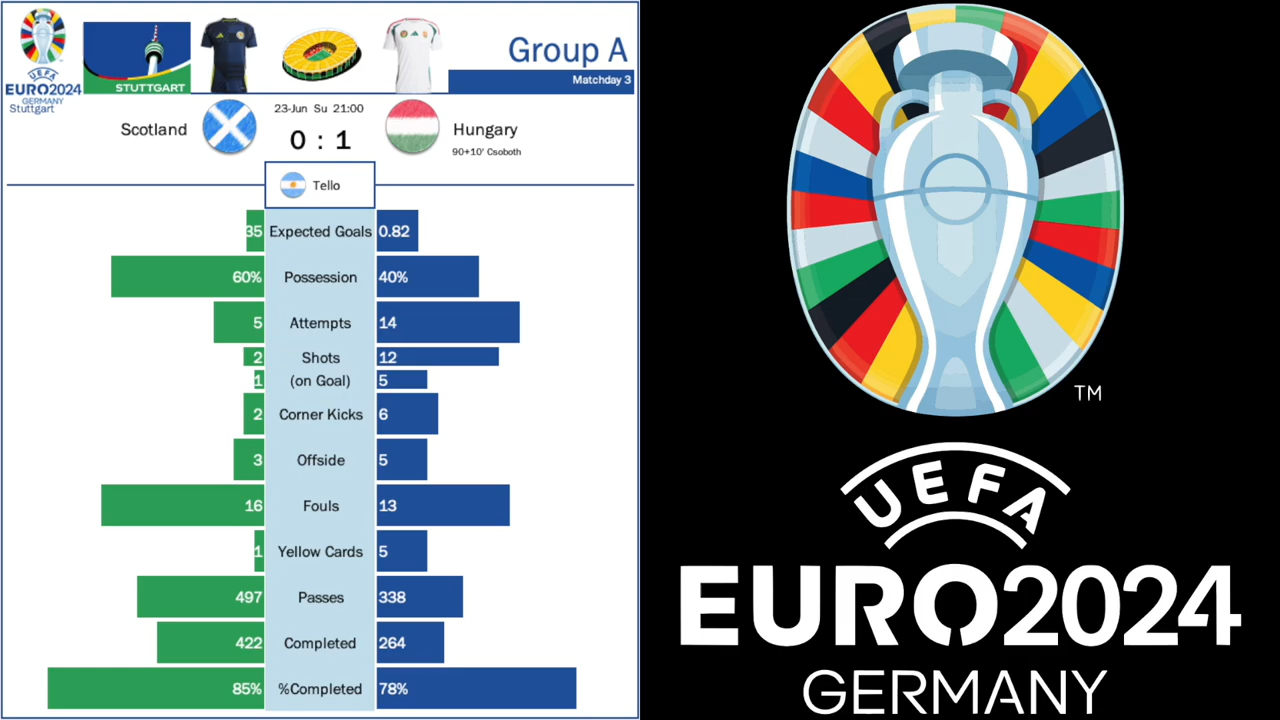 UEFA
EURO2024
GERMANY
Stuttgart
STUTTGART
Group A
Matchday 3
Scotland
23-Jun Su 21:00
0 : 1
Hungary
90+10' Csoboth
Tello
35 Expected Goals 0.82
60% Possession 40%
5 Attempts 14
2 Shots 12
1 (on Goal) 5
2 Corner Kicks 6
3 Offside 5
16 Fouls 13
1 Yellow Cards 5
497 Passes 338
422 Completed 264
85% %Completed 78%
TM
UEFA
EURO2024
GERMANY